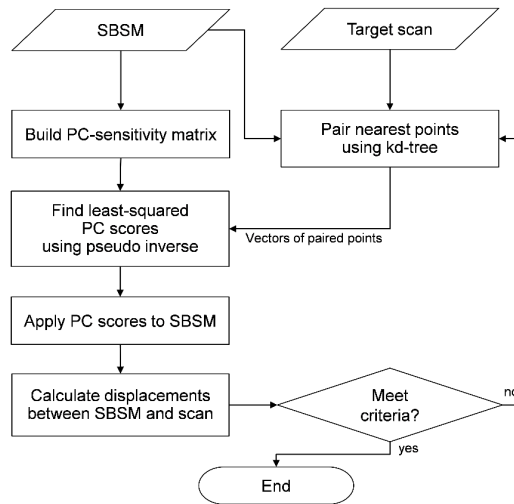 SBSM
Target scan
Build PC-sensitivity matrix
Pair nearest points
using kd-tree
Find least-squared
PC scores
using pseudo inverse
Vectors of paired points
Apply PC scores to SBSM
Calculate displacements
between SBSM and scan
Meet
criteria?
no
yes
End